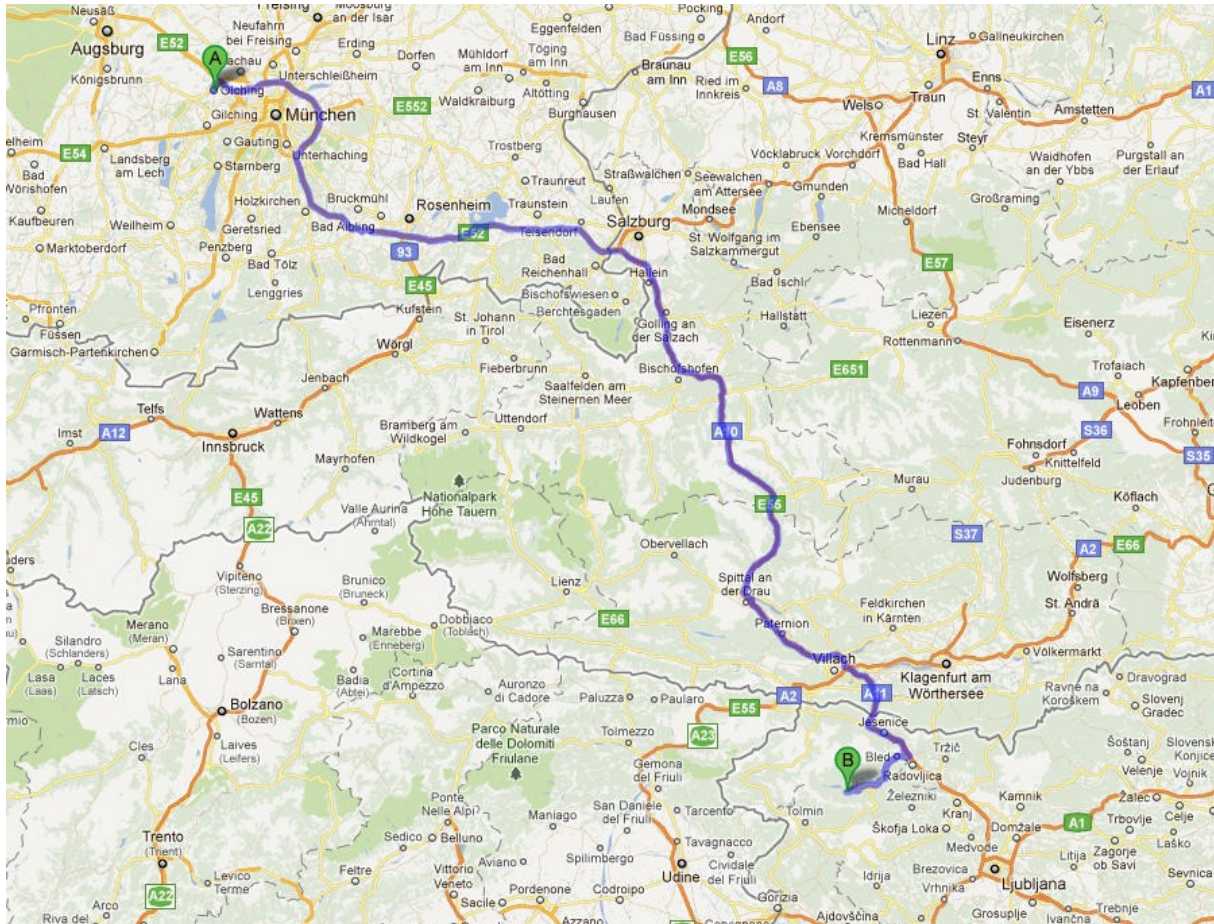 Neusäß
Augsburg
E52
Königsbrunn
Freising
Moosburg
an der Isar
Neufahrn
bei Freising
Erding
Dorfen
Unterschleißheim
A
Olching
Gilching
München
Gauting
Unterhaching
Starnberg
E54
Landsberg
am Lech
Bad
Wörishofen
Kaufbeuren
Weilheim
Marktoberdorf
Penzberg
Geretsried
Holzkirchen
Bad Tölz
Lenggries
Bruckmühl
Bad Aibling
Rosenheim
93
E45
E52
E552
Mühldorf
am Inn
Töging
am Inn
Waldkraiburg
Altötting
Burghausen
Eggenfelden
Bad Füssing
Pocking
Braunau
am Inn
Andorf
E56
Ried im
Innkreis
A8
Trostberg
Traunreut
Traunstein
Teisendorf
Laufen
Straßwalchen
Seewalchen
am Attersee
Salzburg
Mondsee
Bad
Reichenhall
Hallein
Bischofswiesen
Berchtesgaden
Golling an
der Salzach
St. Wolfgang im
Salzkammergut
Bad Ischl
Hallstatt
Vöcklabruck
Vorchdorf
Gmunden
Ebensee
Linz
Gallneukirchen
Wels
Traun
Enns
St. Valentin
Amstetten
A1
Kremsmünster
Bad Hall
Steyr
Waidhofen
an der Ybbs
Purgstall an
der Erlauf
Großraming
Micheldorf
E57
Liezen
Rottenmann
Eisenerz
Trofaiach
Kapfenberg
A9
Leoben
S36
Frohnleiten
S35
Fohnsdorf
Knittelfeld
Judenburg
Köflach
Pfronten
Füssen
Garmisch-Partenkirchen
Kufstein
St. Johann
in Tirol
Wörgl
Fieberbrunn
Jenbach
Saalfelden am
Steinernen Meer
Bischofshofen
E651
Telfs
Wattens
Imst
A12
Innsbruck
Bramberg am
Wildkogel
Uttendorf
A10
Mayrhofen
Nationalpark
Hohe Tauern
Murau
E45
A22
Valle Aurina
(Ahrntal)
E55
S37
A2
E66
Obervellach
Vipiteno
(Sterzing)
Brunico
(Bruneck)
Lienz
Spittal an
der Drau
Wolfsberg
St. Andrä
Feldkirchen
in Kärnten
Merano
(Meran)
Bressanone
(Brixen)
Dobbiaco
(Toblach)
E66
Paternion
Silandro
(Schlanders)
Sarentino
(Sarntal)
Marebbe
(Enneberg)
Lasa
(Laas)
Laces
(Latsch)
Lana
Badia
(Abtei)
Cortina
d'Ampezzo
Auronzo
di Cadore
Paluzza
Paularo
Villach
Klagenfurt am
Wörthersee
Völkermarkt
Dravograd
Ravne na
Koroškem
Slovenj
Gradec
A2
A11
E55
Bolzano
(Bozen)
A23
Cles
Laives
(Leifers)
Parco Naturale
delle Dolomiti
Friulane
Tolmezzo
Jesenice
B
Bled
Tržič
Radovljica
Šoštanj
Velenje
Vojnik
Gemona
del Friuli
Železniki
Kranj
Kamnik
Žalec
Celje
Ponte
Nelle Alpi
Maniago
San Daniele
del Friuli
Tarcento
Tolmin
Škofja Loka
Domžale
A1
Trbovlje
Laško
Medvode
Trento
(Trient)
Sedico
Belluno
Tavagnacco
Litija
Zagorje
ob Savi
Feltre
Aviano
Spilimbergo
Cividale
del Friuli
Idrija
Brezovica
Vrhnika
Ljubljana
Sevnica
A22
Levico
Terme
Vittorio
Veneto
Udine
Arco
Riva del
Sacile
Pordenone
Codroipo
Azzano
Gorizia
Ajdovščina
Grosuplje
Trebnje
Ivančna